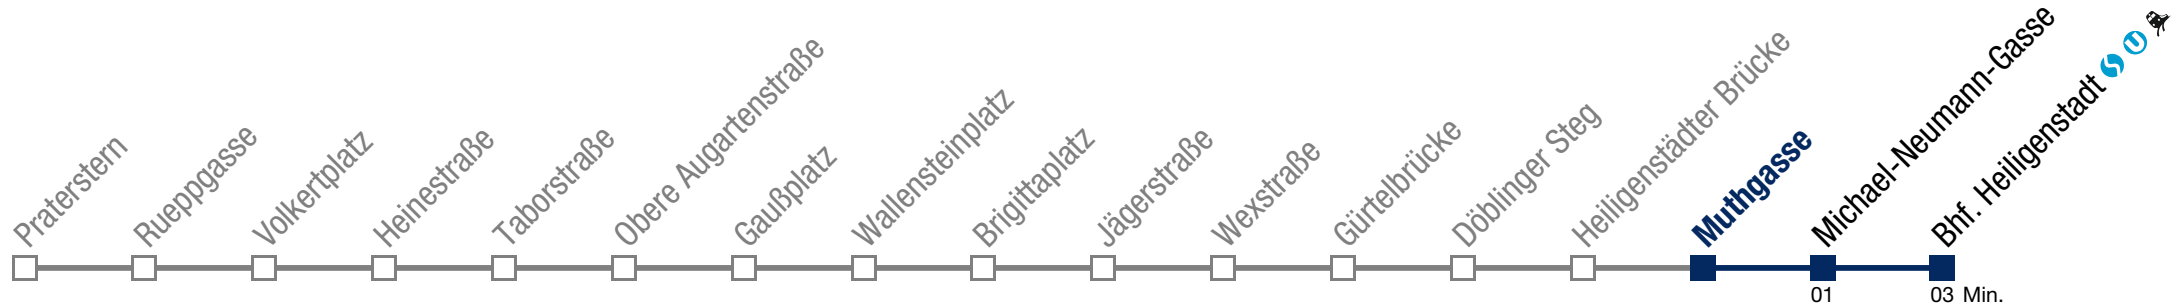 Praterstern
Rueppgasse
Volkertplatz
Heinestraße
Taborstraße
Obere Augartenstraße
Gaußplatz
Wallensteinplatz
Brigittaplatz
Jägerstraße
Wexstraße
Gürtelbrücke
Döblinger Steg
Heiligenstädter Brücke
Muthgasse
Michael-Neumann-Gasse
Bhf. Heiligenstadt S U
01
03 Min.